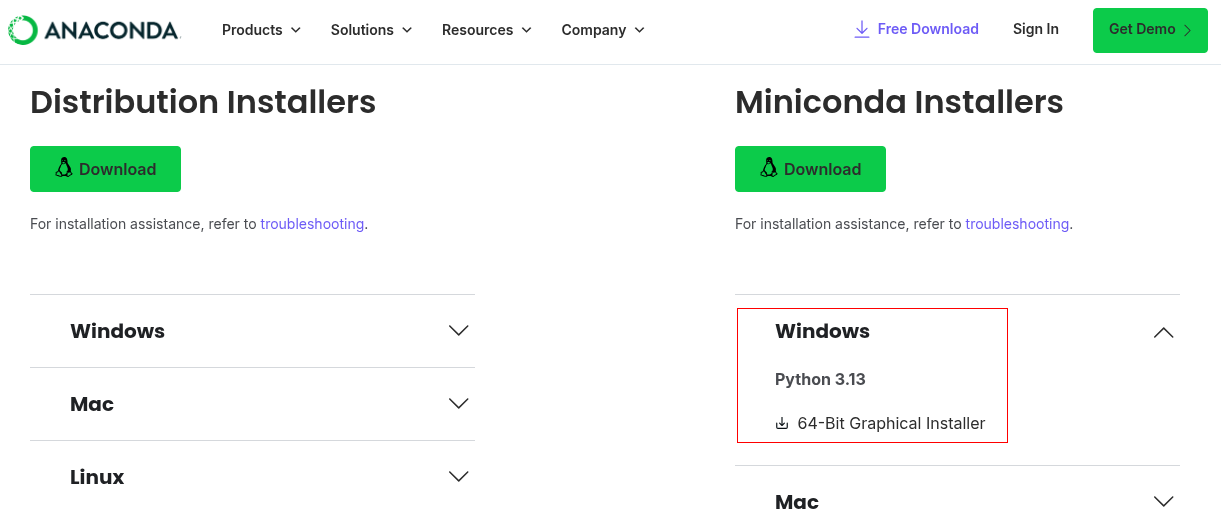 ANACONDA
Products
Solutions
Resources
Company
Free Download
Sign In
Get Demo
Distribution Installers
Download
For installation assistance, refer to troubleshooting.
Windows
Mac
Linux
Miniconda Installers
Download
For installation assistance, refer to troubleshooting.
Windows
Python 3.13
64-Bit Graphical Installer
Mac